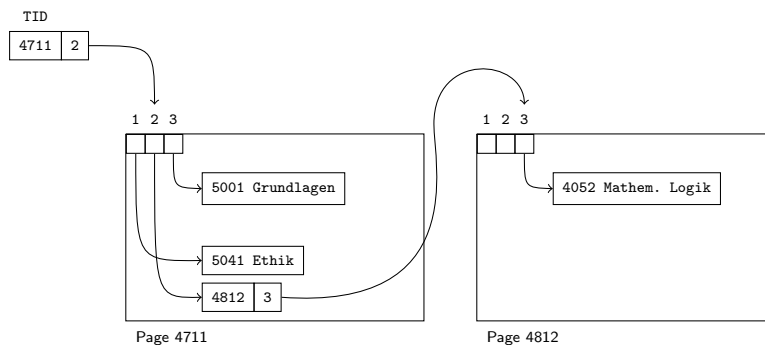 TID
4711 2
1 2 3
1 2 3
5001 Grundlagen
4052 Mathem. Logik
5041 Ethik
4812 3
Page 4711
Page 4812